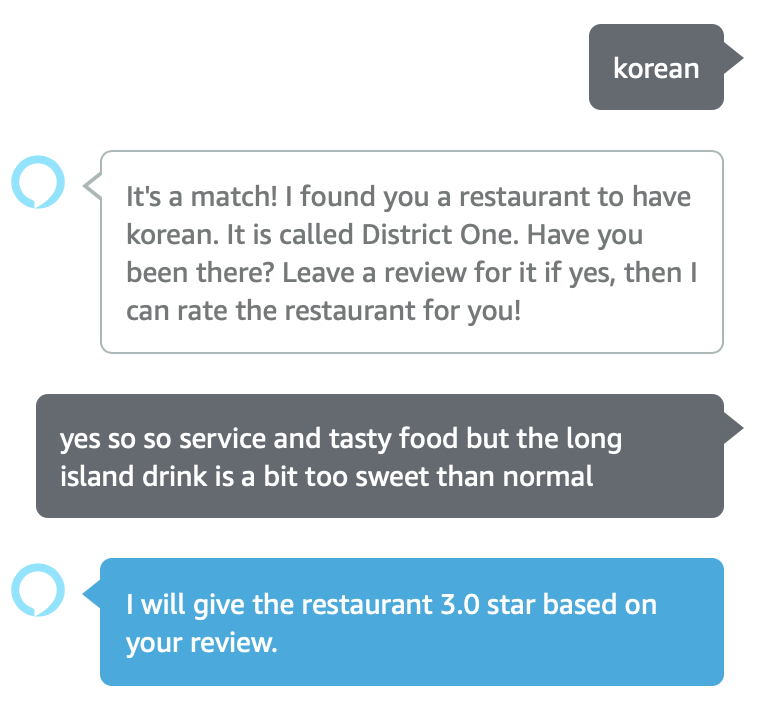 korean
It's a match! I found you a restaurant to have
korean. It is called District One. Have you
been there? Leave a review for it if yes, then I
can rate the restaurant for you!
yes so so service and tasty food but the long
island drink is a bit too sweet than normal
I will give the restaurant 3.0 star based on
your review.